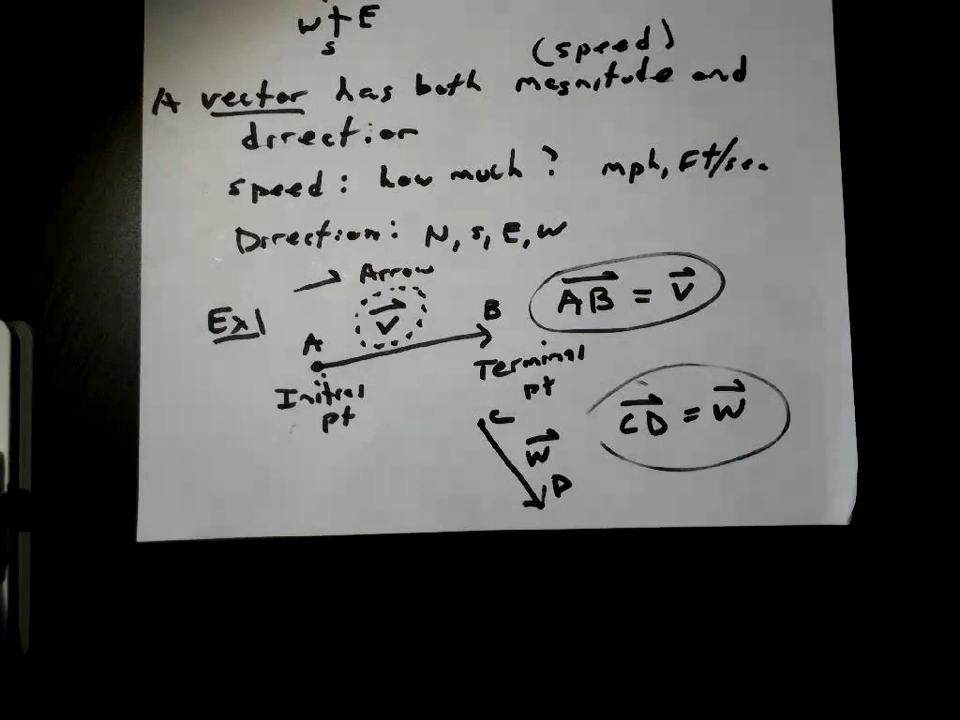 W E
S
(speed)
A vector has both magnitude and
direction
speed: how much? mph, Ft/sec.
Direction: N, S, E, W
→ Arrow
Ex1
A v⃗ B
Initial pt
Terminal pt
AB⃗ = v⃗
C w⃗ D
CD⃗ = w⃗